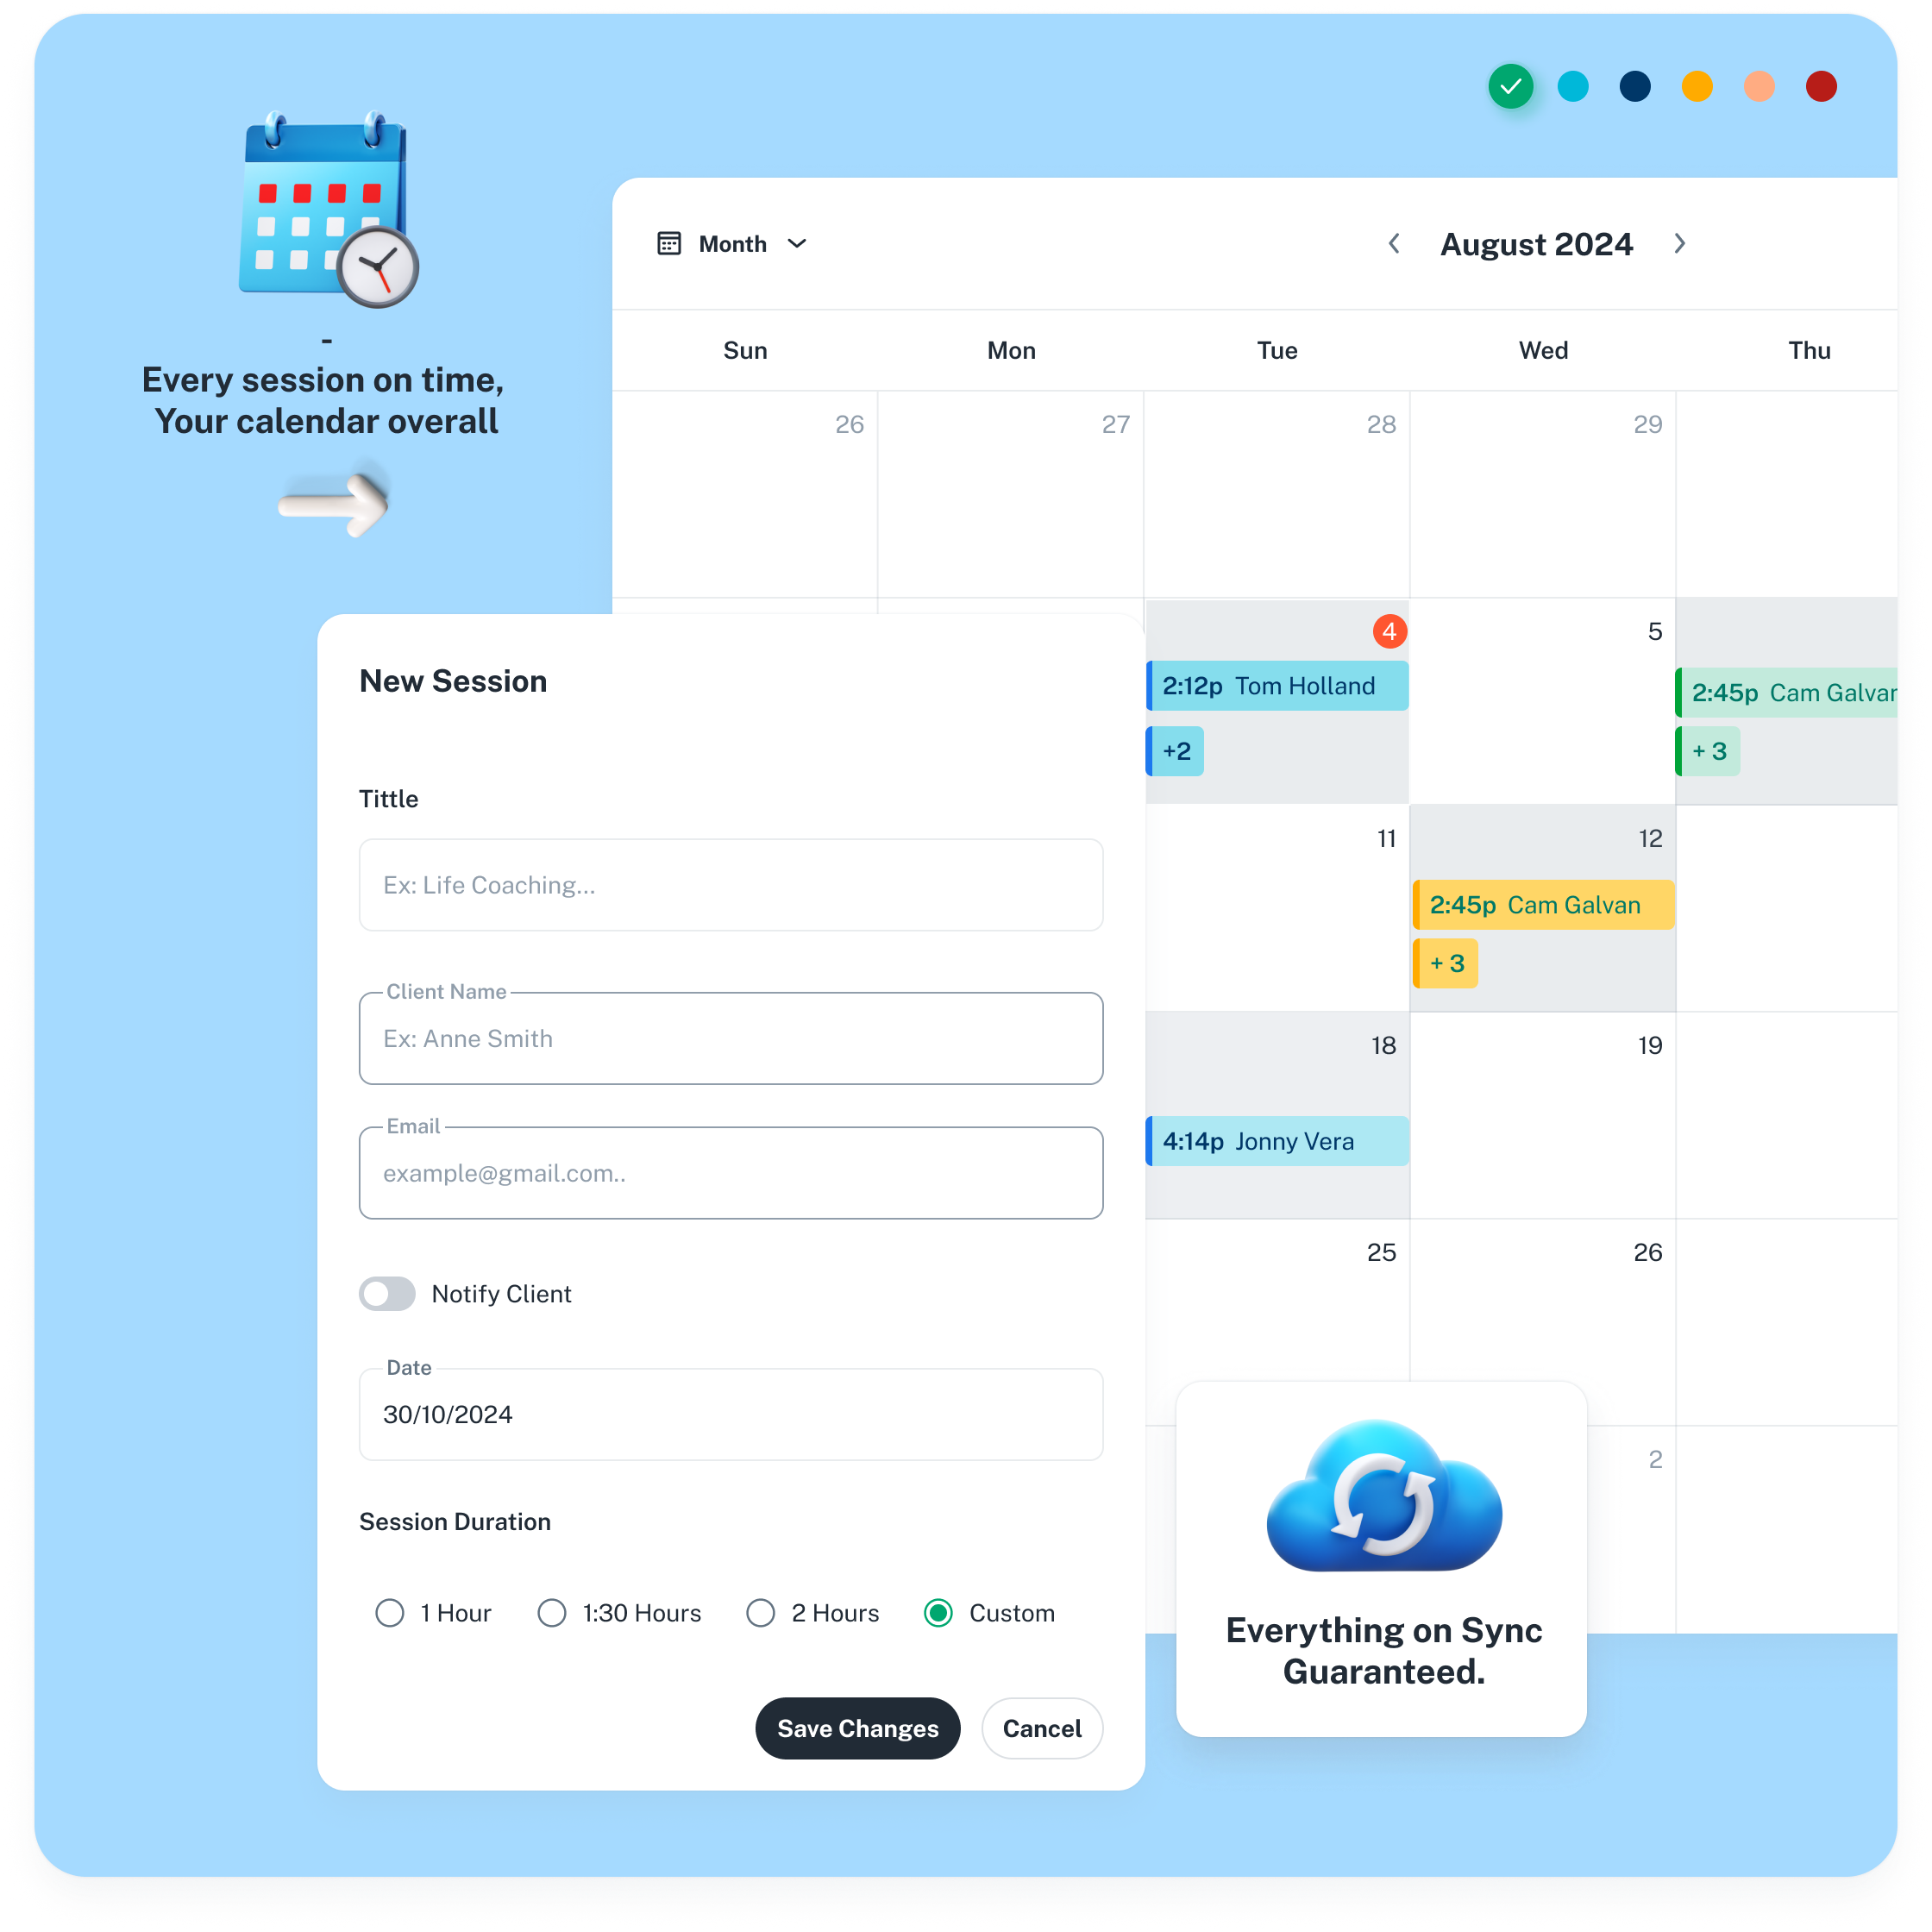 -
Every session on time,
Your calendar overall
Month
August 2024
Sun Mon Tue Wed Thu
26 27 28 29
4 5
2:12p Tom Holland
2:45p Cam Galvan
+2
+ 3
11 12
2:45p Cam Galvan
+ 3
18 19
4:14p Jonny Vera
25 26
2
New Session
Tittle
Ex: Life Coaching...
Client Name
Ex: Anne Smith
Email
example@gmail.com..
Notify Client
Date
30/10/2024
Session Duration
1 Hour 1:30 Hours 2 Hours Custom
Save Changes Cancel
Everything on Sync
Guaranteed.